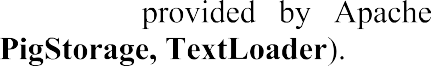 provided by Apache
PigStorage, TextLoader).